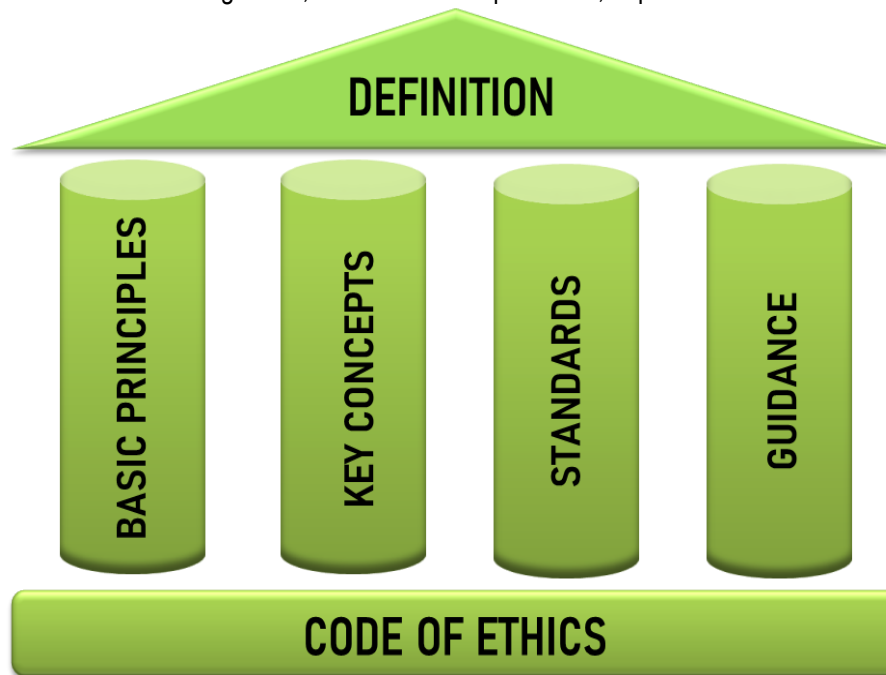 DEFINITION
BASIC PRINCIPLES
KEY CONCEPTS
STANDARDS
GUIDANCE
CODE OF ETHICS